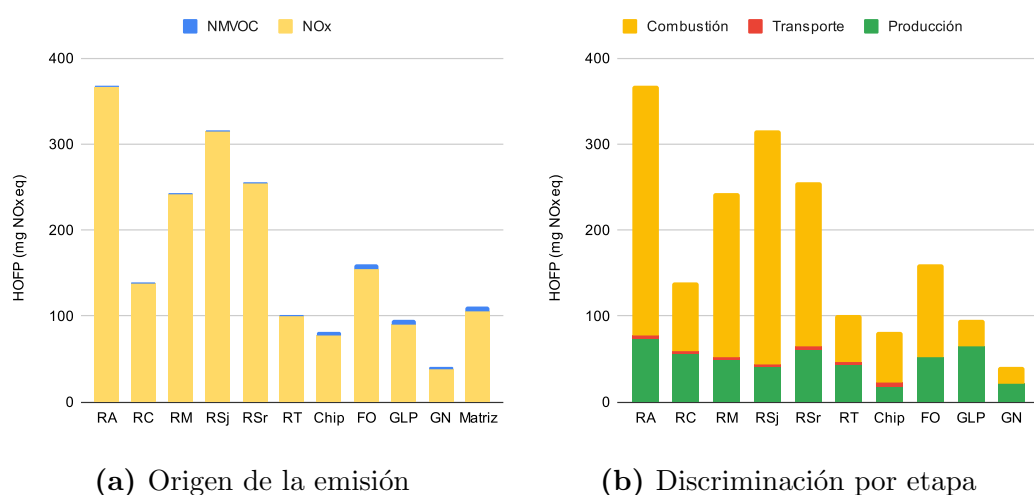 NMVOC NOx
HOFP (mg NOx eq)
400
300
200
100
0
RA RC RM RSj RSr RT Chip FO GLP GN Matriz
(a) Origen de la emisión
Combustión Transporte Producción
HOFP (mg NOx eq)
400
300
200
100
0
RA RC RM RSj RSr RT Chip FO GLP GN
(b) Discriminación por etapa